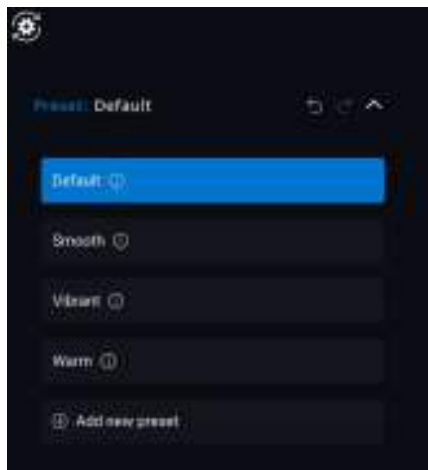 Preset: Default
Default
Smooth
Vibrant
Warm
Add new preset